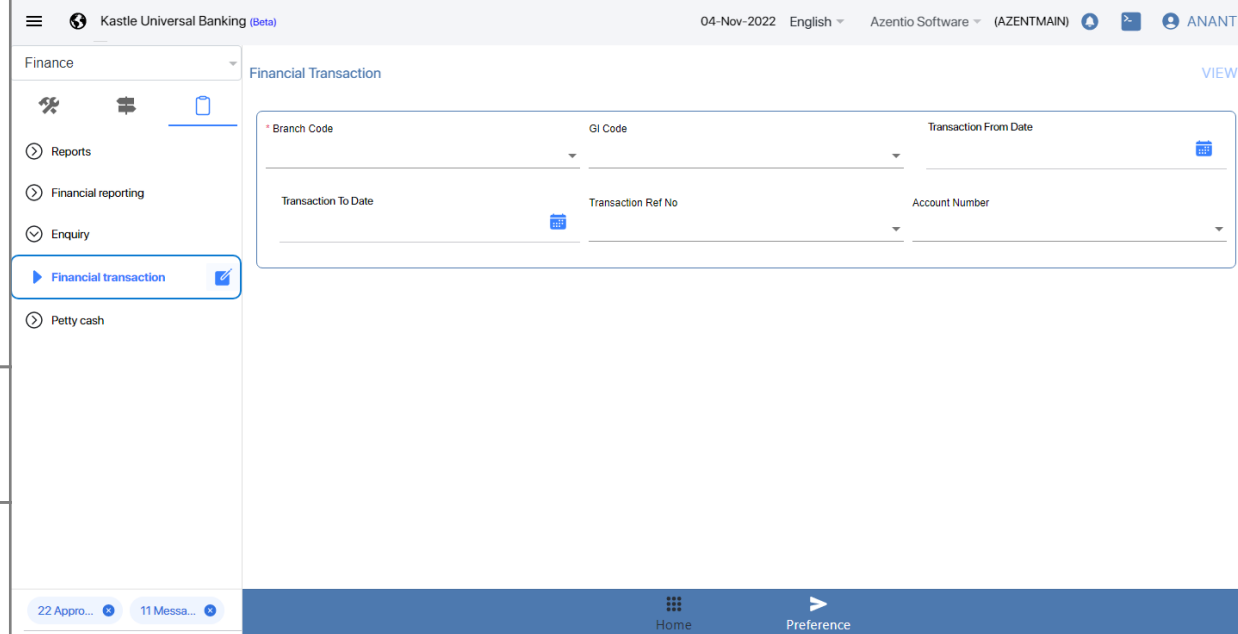 Kastle Universal Banking (Beta)
04-Nov-2022 English Azentio Software (AZENTMAIN) ANANT
Finance
Financial Transaction
VIEW
Reports
Financial reporting
Enquiry
Financial transaction
Petty cash
* Branch Code
GI Code
Transaction From Date
Transaction To Date
Transaction Ref No
Account Number
22 Appro...
11 Messa...
Home
Preference